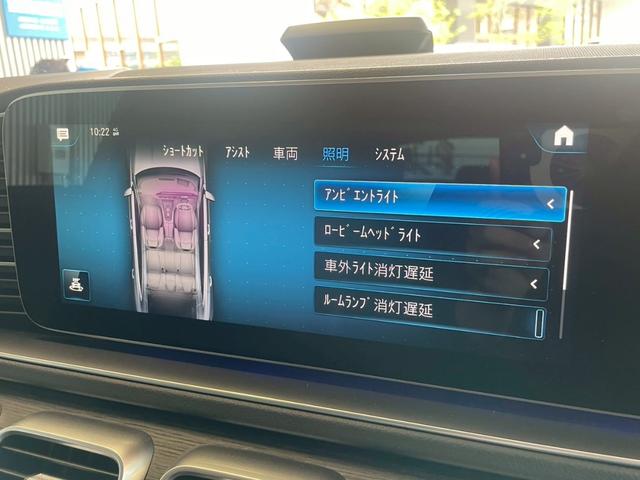 10:22
ショートカット アシスト 車両 照明 システム
アンビエントライト
ロービームヘッドライト
車外ライト消灯遅延
ルームランプ消灯遅延